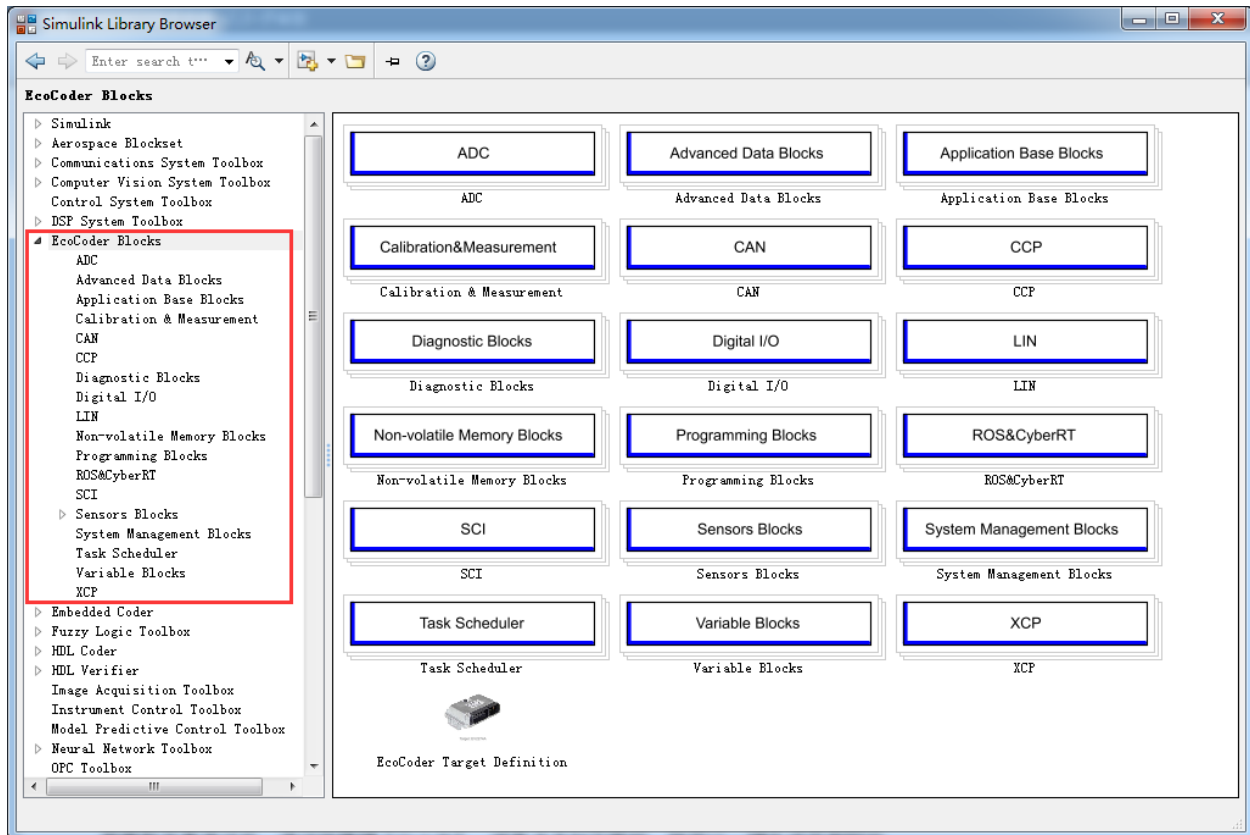 Simulink Library Browser
Enter search t···
EcoCoder Blocks
Simulink
Aerospace Blockset
Communications System Toolbox
Computer Vision System Toolbox
Control System Toolbox
DSP System Toolbox
EcoCoder Blocks
ADC
Advanced Data Blocks
Application Base Blocks
Calibration & Measurement
CAN
CCP
Diagnostic Blocks
Digital I/O
LIN
Non-volatile Memory Blocks
Programming Blocks
ROS&CyberRT
SCI
Sensors Blocks
System Management Blocks
Task Scheduler
Variable Blocks
XCP
Embedded Coder
Fuzzy Logic Toolbox
HDL Coder
HDL Verifier
Image Acquisition Toolbox
Instrument Control Toolbox
Model Predictive Control Toolbox
Neural Network Toolbox
OPC Toolbox
ADC Advanced Data Blocks Application Base Blocks
ADC Advanced Data Blocks Application Base Blocks
Calibration&Measurement CAN CCP
Calibration & Measurement CAN CCP
Diagnostic Blocks Digital I/O LIN
Diagnostic Blocks Digital I/O LIN
Non-volatile Memory Blocks Programming Blocks ROS&CyberRT
Non-volatile Memory Blocks Programming Blocks ROS&CyberRT
SCI Sensors Blocks System Management Blocks
SCI Sensors Blocks System Management Blocks
Task Scheduler Variable Blocks XCP
Task Scheduler Variable Blocks XCP
EcoCoder Target Definition